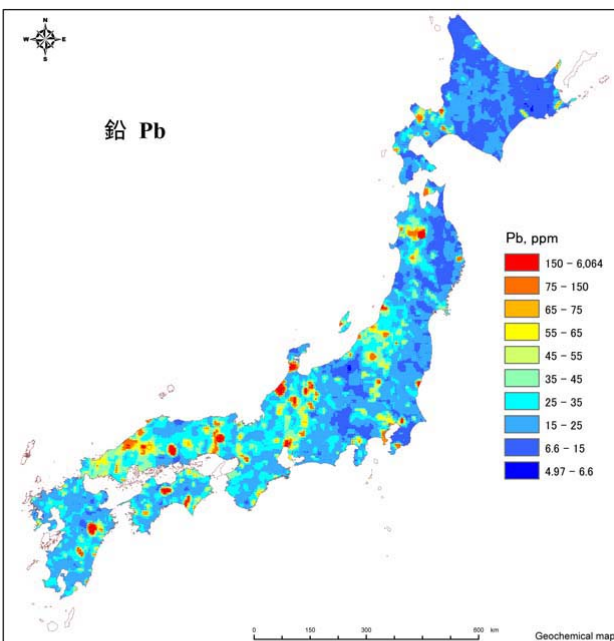 N
W E
S
鉛 Pb
Pb, ppm
150 - 6,064
75 - 150
65 - 75
55 - 65
45 - 55
35 - 45
25 - 35
15 - 25
6.6 - 15
4.97 - 6.6
0 150 300 600 km
Geochemical map